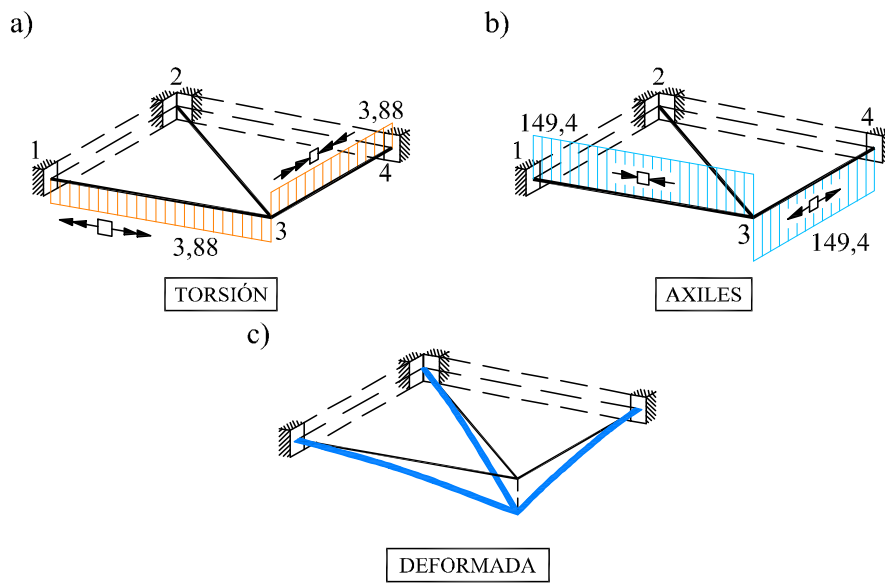 a)
2
3,88
1
4
3
3,88
TORSIÓN
b)
2
149,4
4
1
3
149,4
AXILES
c)
DEFORMADA